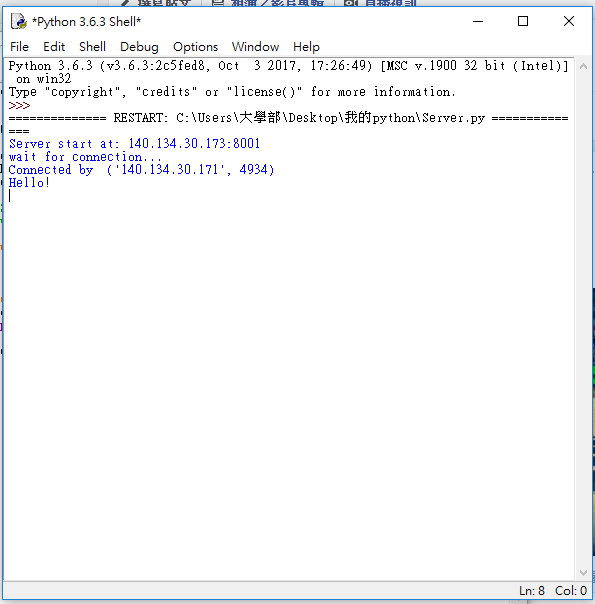 *Python 3.6.3 Shell*
File Edit Shell Debug Options Window Help
Python 3.6.3 (v3.6.3:2c5fed8, Oct  3 2017, 17:26:49) [MSC v.1900 32 bit (Intel)]
 on win32
Type "copyright", "credits" or "license()" for more information.
>>>
============= RESTART: C:\Users\大學部\Desktop\我的python\Server.py ===========
===
Server start at: 140.134.30.173:8001
wait for connection...
Connected by  ('140.134.30.171', 4934)
Hello!
Ln: 8 Col: 0